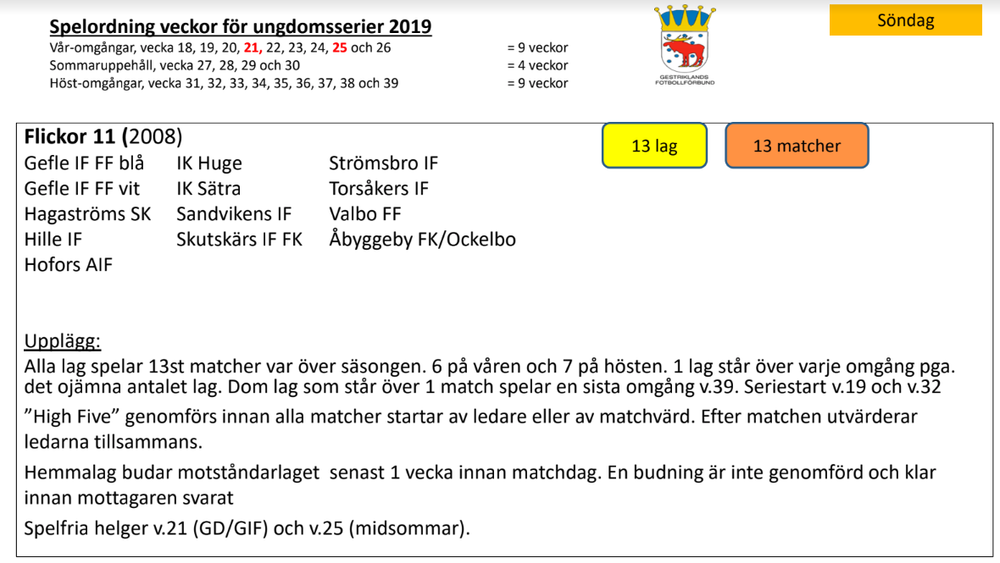 Spelordning veckor för ungdomsserier 2019
Söndag
Vår-omgångar, vecka 18, 19, 20, 21, 22, 23, 24, 25 och 26 = 9 veckor
Sommaruppehåll, vecka 27, 28, 29 och 30 = 4 veckor
Höst-omgångar, vecka 31, 32, 33, 34, 35, 36, 37, 38 och 39 = 9 veckor
GESTRIKLANDS
FOTBOLLFÖRBUND
Flickor 11 (2008)
13 lag
13 matcher
Gefle IF FF blå IK Huge Strömsbro IF
Gefle IF FF vit IK Sätra Torsåkers IF
Hagaströms SK Sandvikens IF Valbo FF
Hille IF Skutskärs IF FK Åbyggeby FK/Ockelbo
Hofors AIF
Upplägg:
Alla lag spelar 13st matcher var över säsongen. 6 på våren och 7 på hösten. 1 lag står över varje omgång pga.
det ojämna antalet lag. Dom lag som står över 1 match spelar en sista omgång v.39. Seriestart v.19 och v.32
”High Five” genomförs innan alla matcher startar av ledare eller av matchvärd. Efter matchen utvärderar
ledarna tillsammans.
Hemmalag budar motståndarlaget senast 1 vecka innan matchdag. En budning är inte genomförd och klar
innan mottagaren svarat
Spelfria helger v.21 (GD/GIF) och v.25 (midsommar).